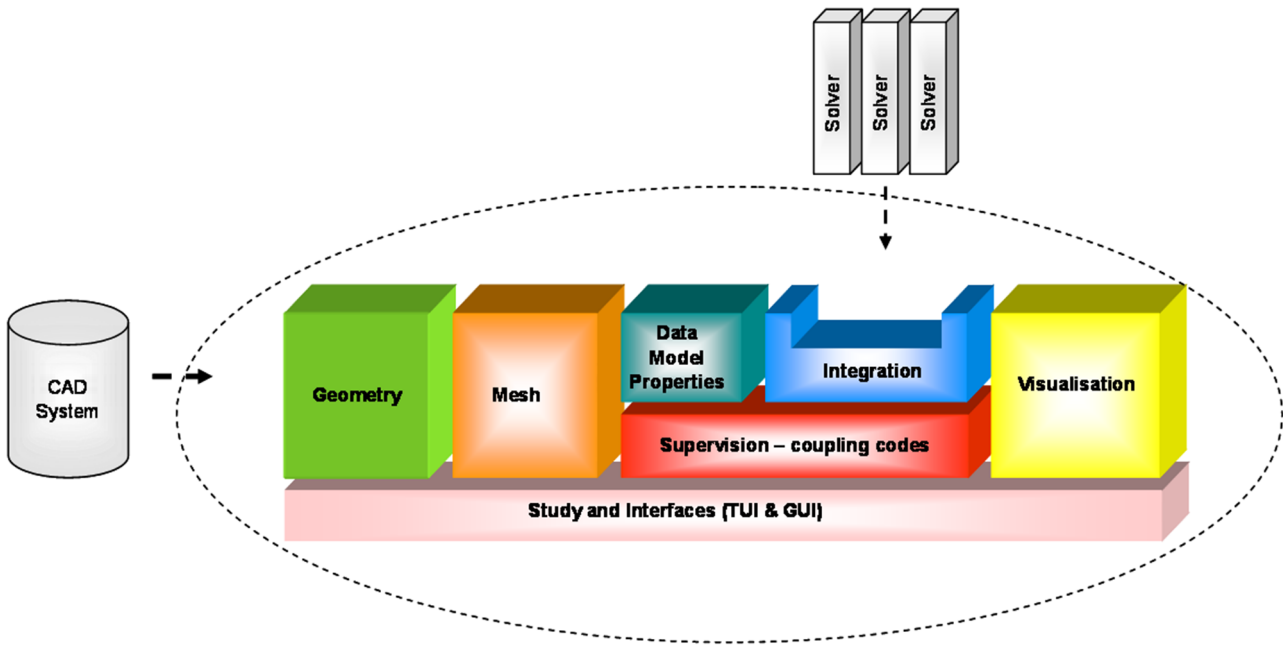 Solver
Solver
Solver
CAD
System
Geometry
Mesh
Data
Model
Properties
Integration
Visualisation
Supervision – coupling codes
Study and Interfaces (TUI & GUI)